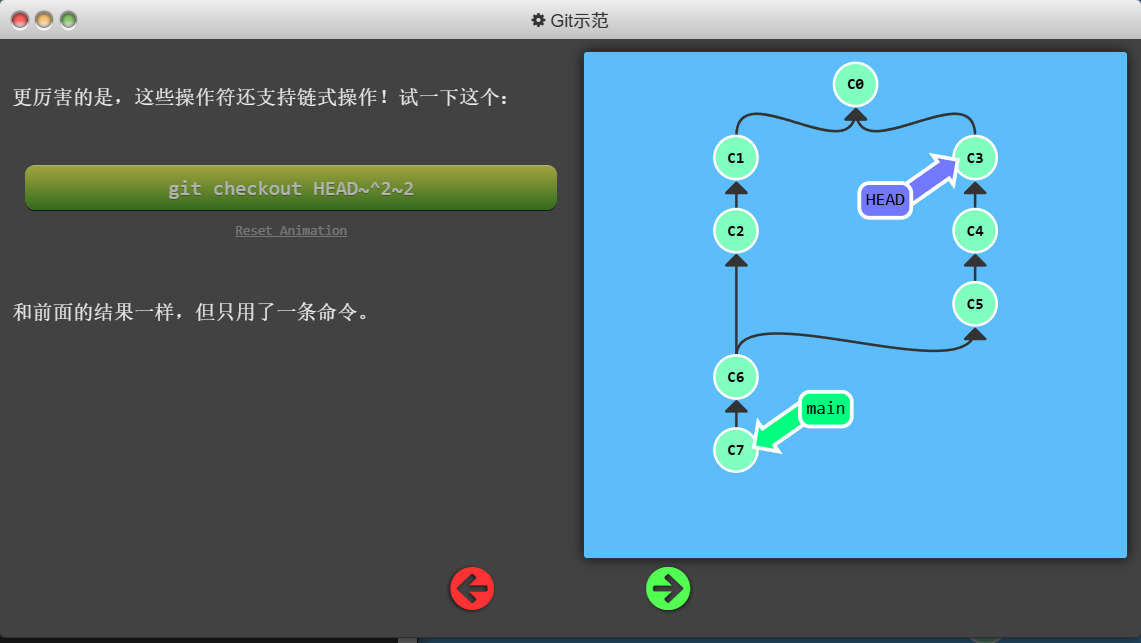 Git示范
更厉害的是，这些操作符还支持链式操作！试一下这个：
git checkout HEAD~^2~2
Reset Animation
和前面的结果一样，但只用了一条命令。
C0
C1
C3
HEAD
C2
C4
C5
C6
main
C7